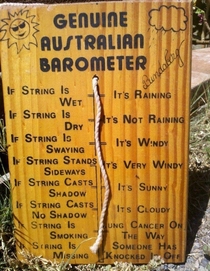 GENUINE
AUSTRALIAN
BAROMETER
Bundaberg
IF STRING IS WET
IT'S RAINING
IF STRING IS DRY
IT'S NOT RAINING
IF STRING IS SWAYING
IT'S WINDY
IF STRING STANDS SIDEWAYS
IT'S VERY WINDY
IF STRING CASTS SHADOW
IT'S SUNNY
IF STRING CASTS NO SHADOW
IT'S CLOUDY
IF STRING IS SMOKING
UNG CANCER ON THE WAY
IF STRING IS MISSING
SOMEONE HAS KNOCKED IT OFF